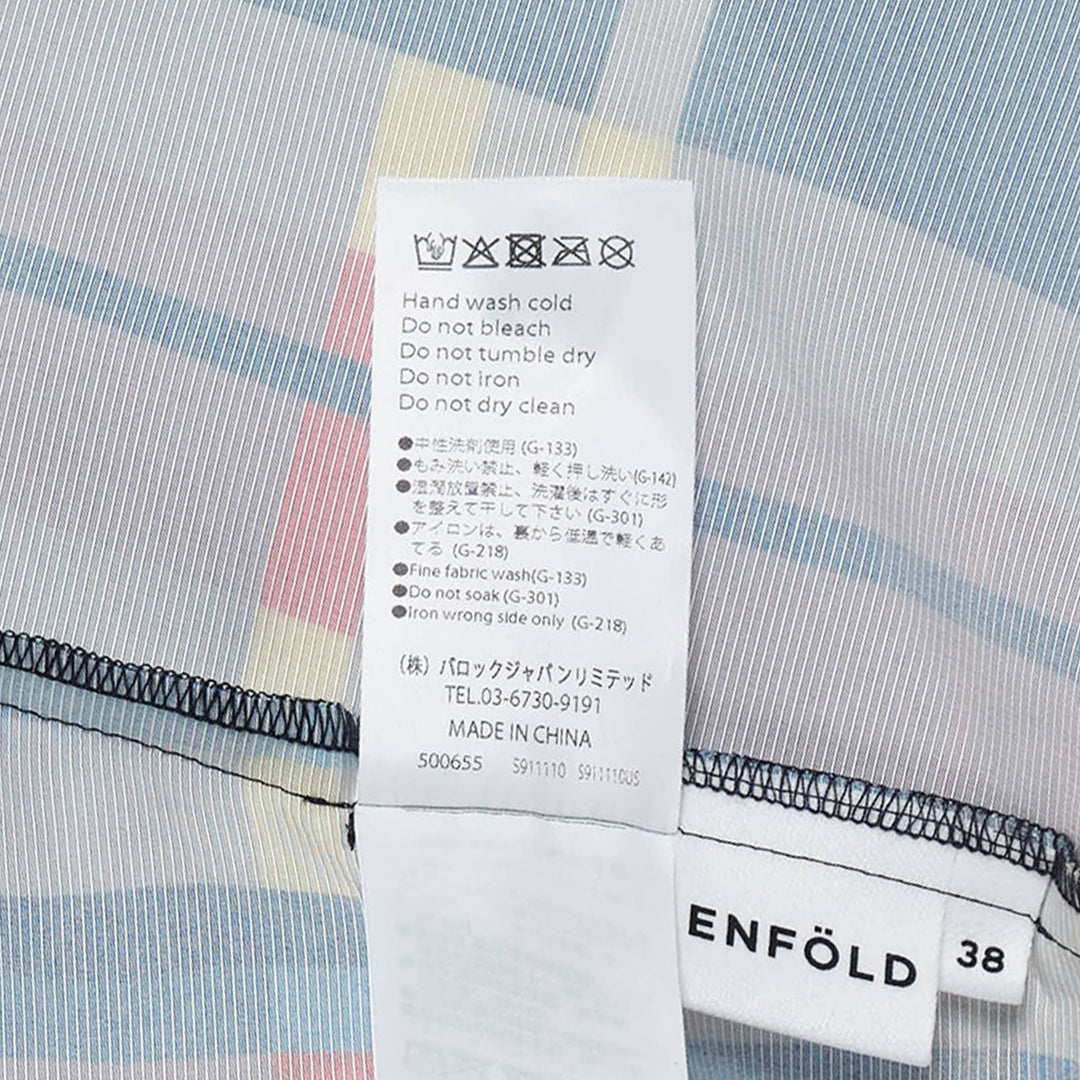 Hand wash cold
Do not bleach
Do not tumble dry
Do not iron
Do not dry clean
●中性洗剤使用 (G-133)
●もみ洗い禁止、軽く押し洗い(G-142)
●湿潤放置禁止、洗濯後はすぐに形
を整えて干して下さい (G-301)
●アイロンは、裏から低温で軽くあ
てる (G-218)
●Fine fabric wash(G-133)
●Do not soak (G-301)
●Iron wrong side only (G-218)
(株) バロックジャパンリミテッド
TEL.03-6730-9191
MADE IN CHINA
500655 S911110 S911110US
ENFÖLD
38